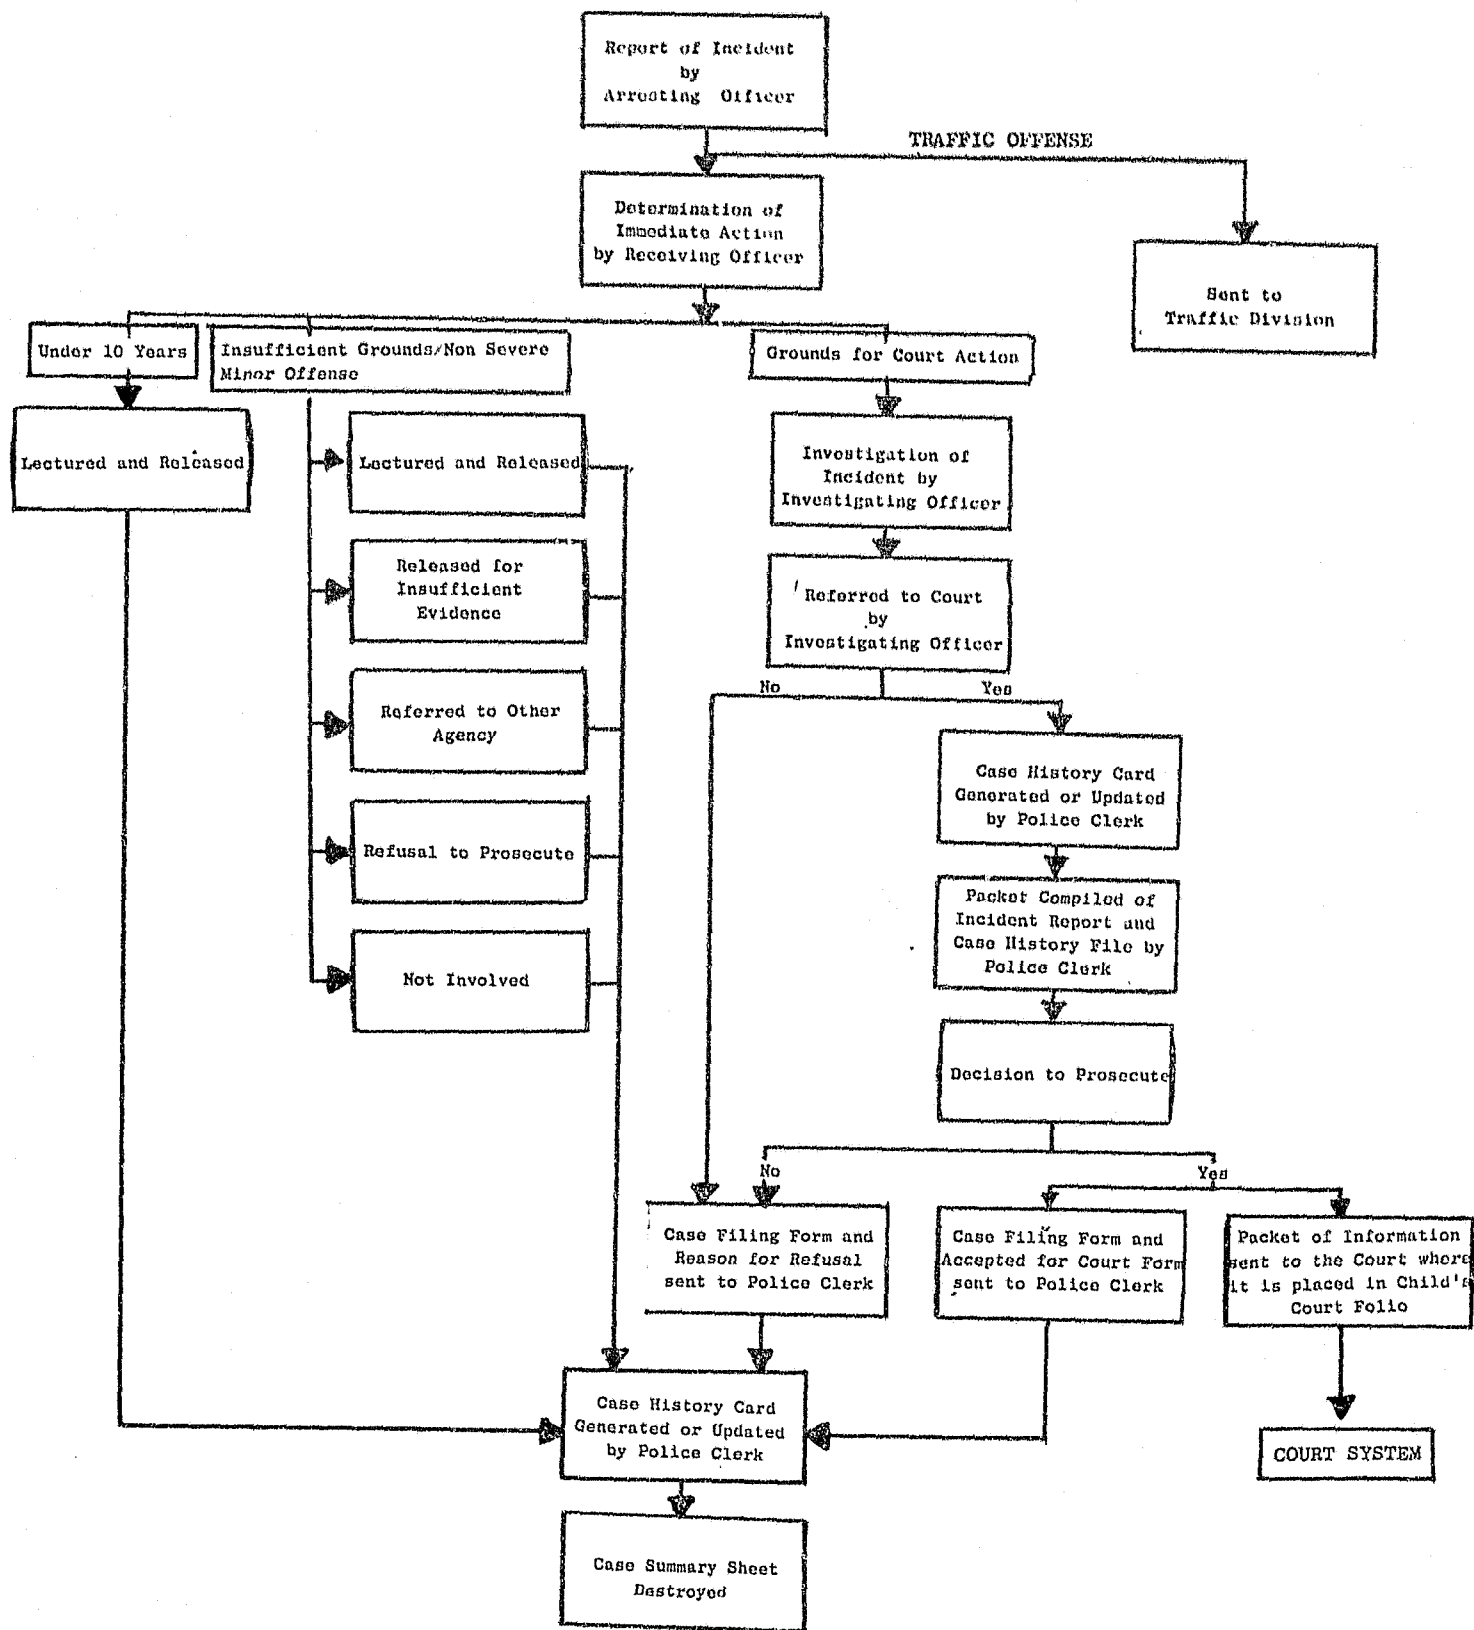 Report of Incident
by
Arresting Officer
TRAFFIC OFFENSE
Determination of
Immediate Action
by Receiving Officer
Sent to
Traffic Division
Under 10 Years
Insufficient Grounds/Non Severe
Minor Offense
Grounds for Court Action
Lectured and Released
Lectured and Released
Investigation of
Incident by
Investigating Officer
Released for
Insufficient
Evidence
Referred to Court
by
Investigating Officer
Referred to Other
Agency
No
Yes
Case History Card
Generated or Updated
by Police Clerk
Refusal to Prosecute
Packet Compiled of
Incident Report and
Case History File by
Police Clerk
Not Involved
Decision to Prosecute
No
Yes
Case Filing Form and
Reason for Refusal
sent to Police Clerk
Case Filing Form and
Accepted for Court Form
sent to Police Clerk
Packet of Information
sent to the Court where
it is placed in Child's
Court Folio
Case History Card
Generated or Updated
by Police Clerk
COURT SYSTEM
Case Summary Sheet
Destroyed